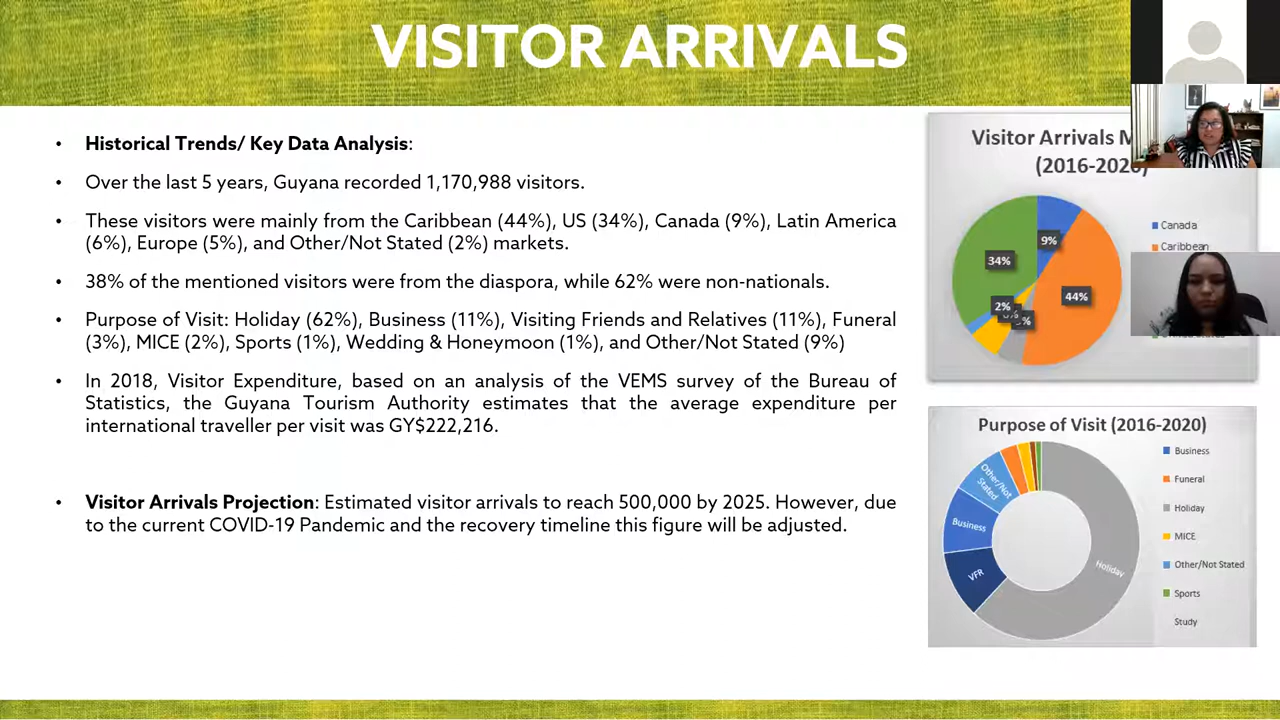 VISITOR ARRIVALS
• Historical Trends/ Key Data Analysis:
• Over the last 5 years, Guyana recorded 1,170,988 visitors.
• These visitors were mainly from the Caribbean (44%), US (34%), Canada (9%), Latin America
(6%), Europe (5%), and Other/Not Stated (2%) markets.
• 38% of the mentioned visitors were from the diaspora, while 62% were non-nationals.
• Purpose of Visit: Holiday (62%), Business (11%), Visiting Friends and Relatives (11%), Funeral
(3%), MICE (2%), Sports (1%), Wedding & Honeymoon (1%), and Other/Not Stated (9%)
• In 2018, Visitor Expenditure, based on an analysis of the VEMS survey of the Bureau of
Statistics, the Guyana Tourism Authority estimates that the average expenditure per
international traveller per visit was GY$222,216.
• Visitor Arrivals Projection: Estimated visitor arrivals to reach 500,000 by 2025. However, due
to the current COVID-19 Pandemic and the recovery timeline this figure will be adjusted.
Visitor Arrivals
(2016-2020)
9%
34%
44%
2%
Canada
Caribbean
Purpose of Visit (2016-2020)
Other/Not
Stated
Business
VFR
Holiday
Business
Funeral
Holiday
MICE
Other/Not Stated
Sports
Study